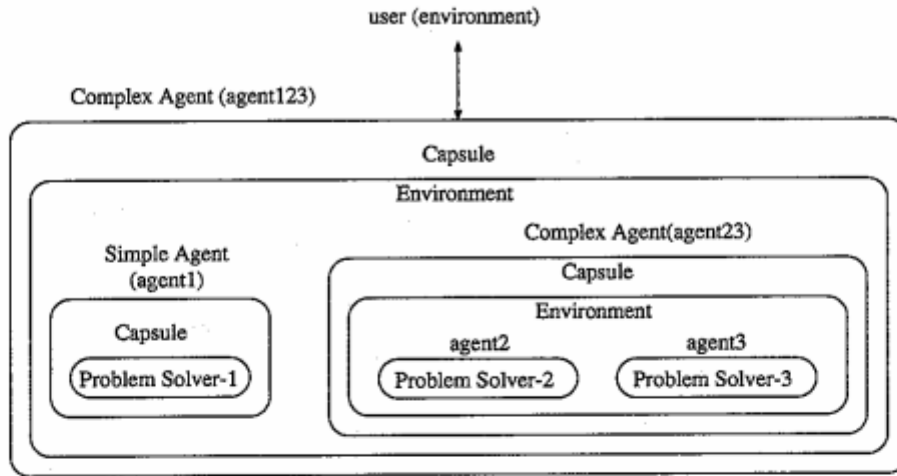 user (environment)
Complex Agent (agent123)
Capsule
Environment
Complex Agent(agent23)
Simple Agent
(agent1)
Capsule
Environment
Capsule
agent2
agent3
Problem Solver-1
Problem Solver-2
Problem Solver-3